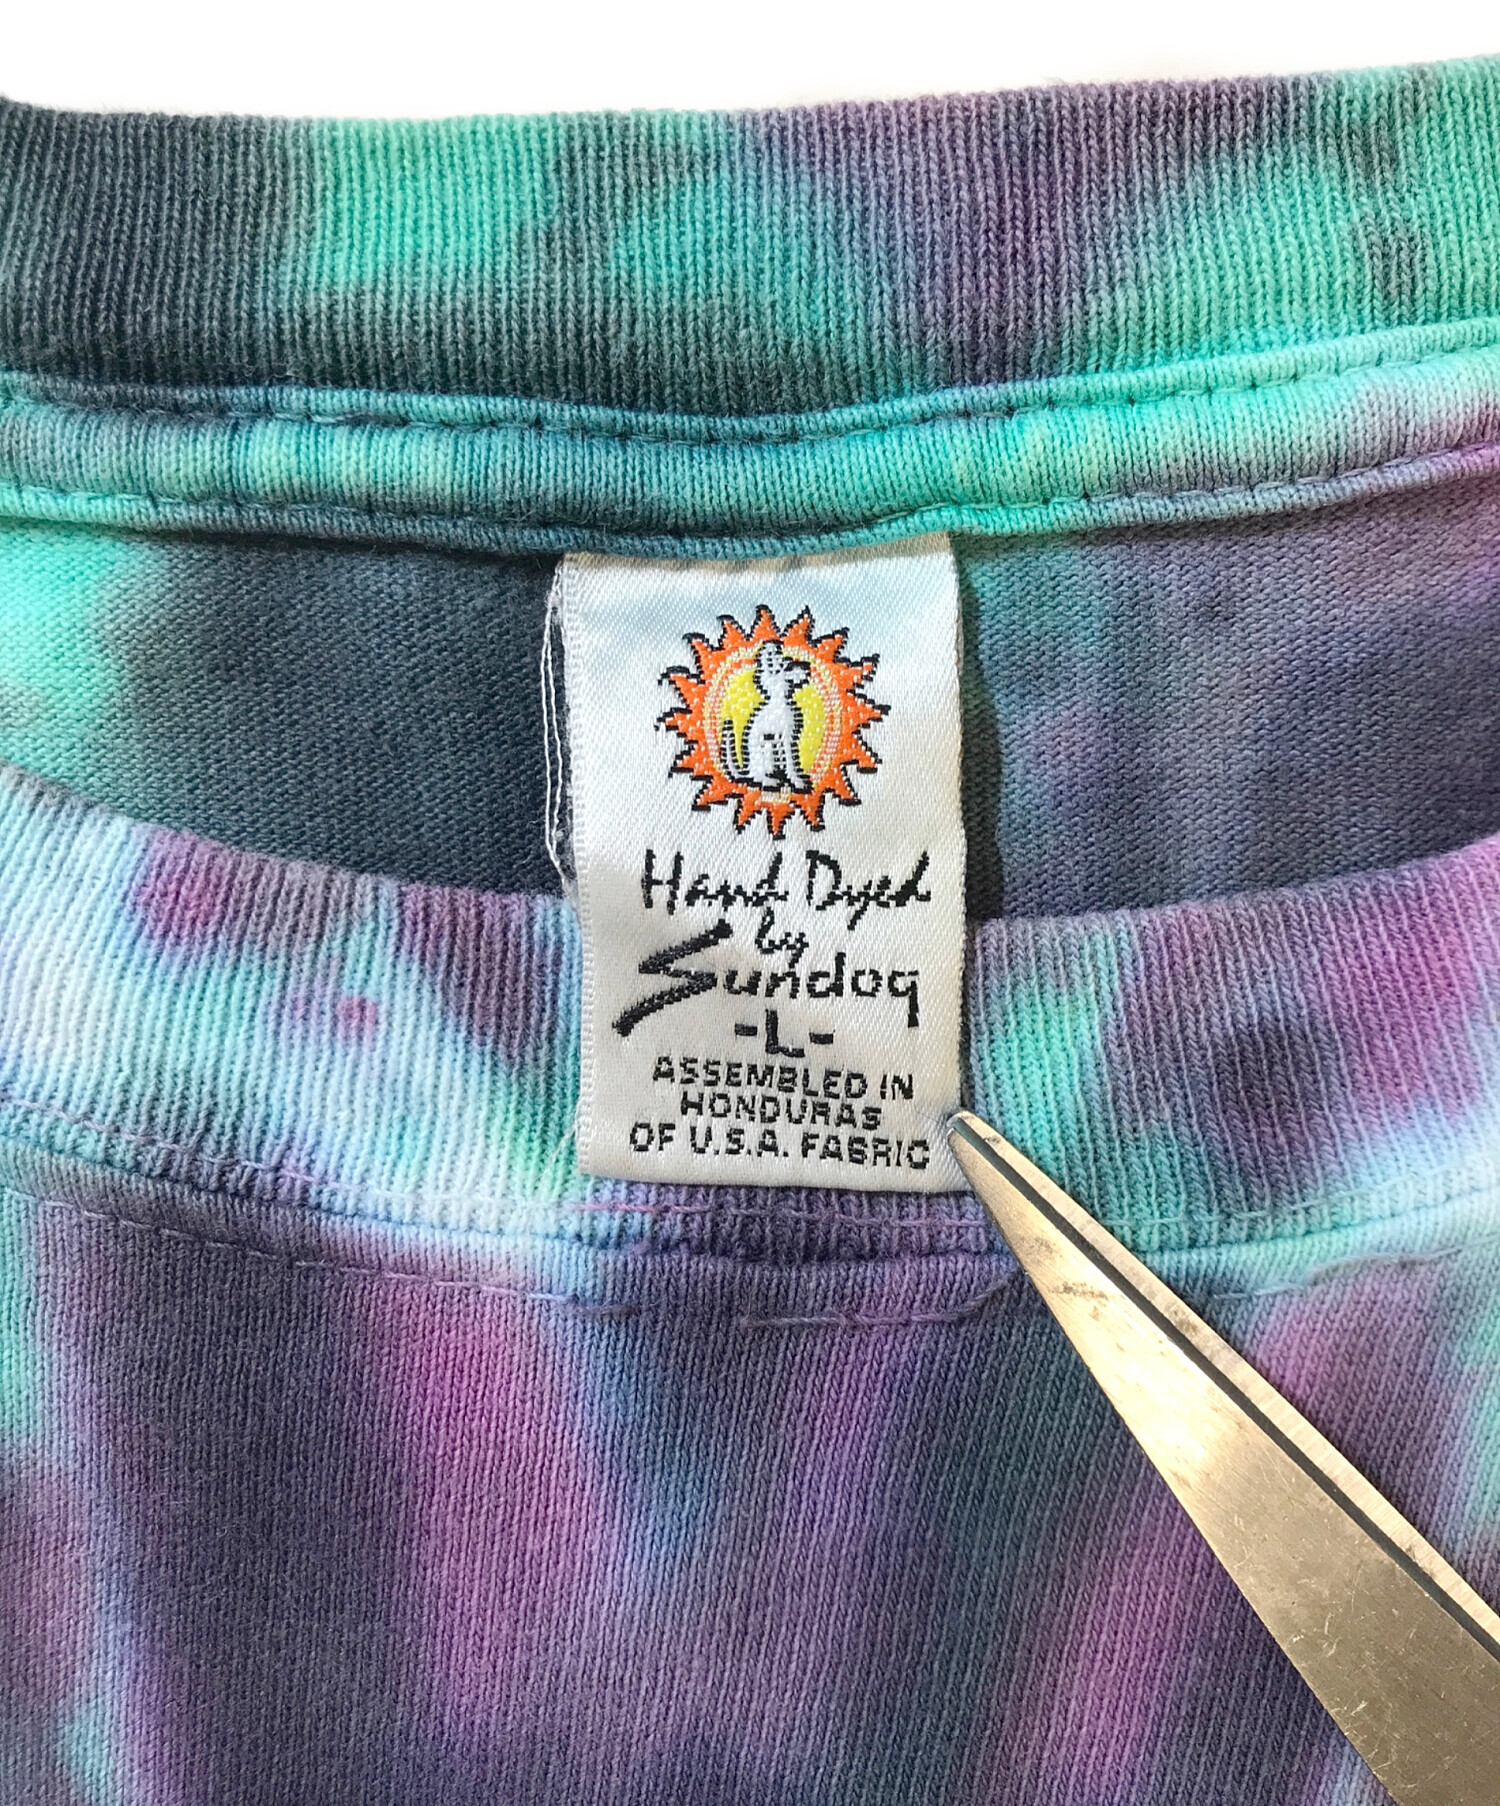 Hand Dyed
by
Sundog
-L-
ASSEMBLED IN
HONDURAS
OF U.S.A. FABRIC